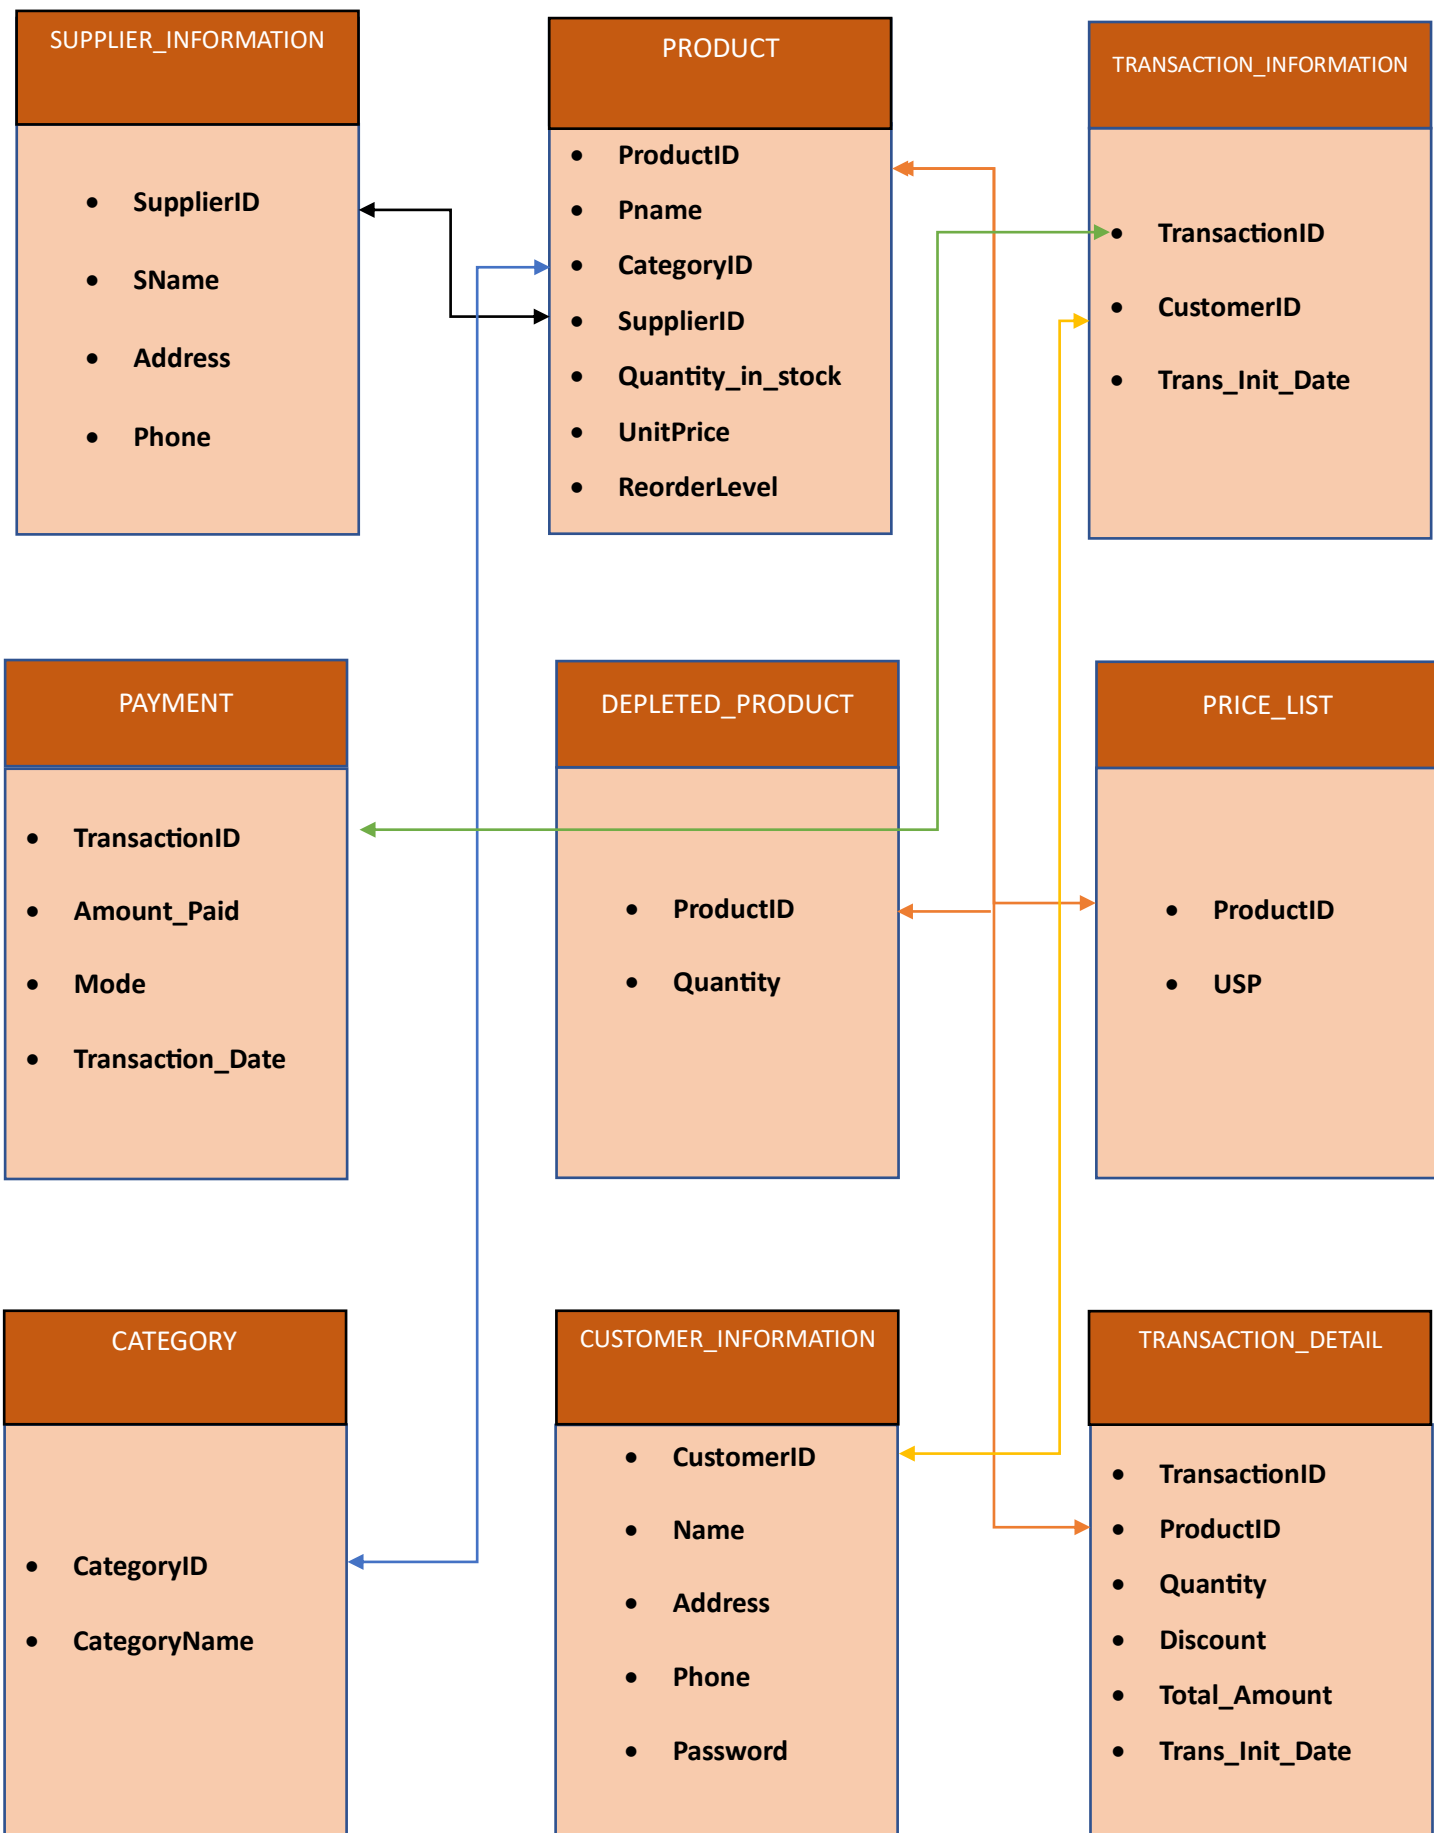 SUPPLIER_INFORMATION
• SupplierID
• SName
• Address
• Phone
PRODUCT
• ProductID
• Pname
• CategoryID
• SupplierID
• Quantity_in_stock
• UnitPrice
• ReorderLevel
TRANSACTION_INFORMATION
• TransactionID
• CustomerID
• Trans_Init_Date
PAYMENT
• TransactionID
• Amount_Paid
• Mode
• Transaction_Date
DEPLETED_PRODUCT
• ProductID
• Quantity
PRICE_LIST
• ProductID
• USP
CATEGORY
• CategoryID
• CategoryName
CUSTOMER_INFORMATION
• CustomerID
• Name
• Address
• Phone
• Password
TRANSACTION_DETAIL
• TransactionID
• ProductID
• Quantity
• Discount
• Total_Amount
• Trans_Init_Date